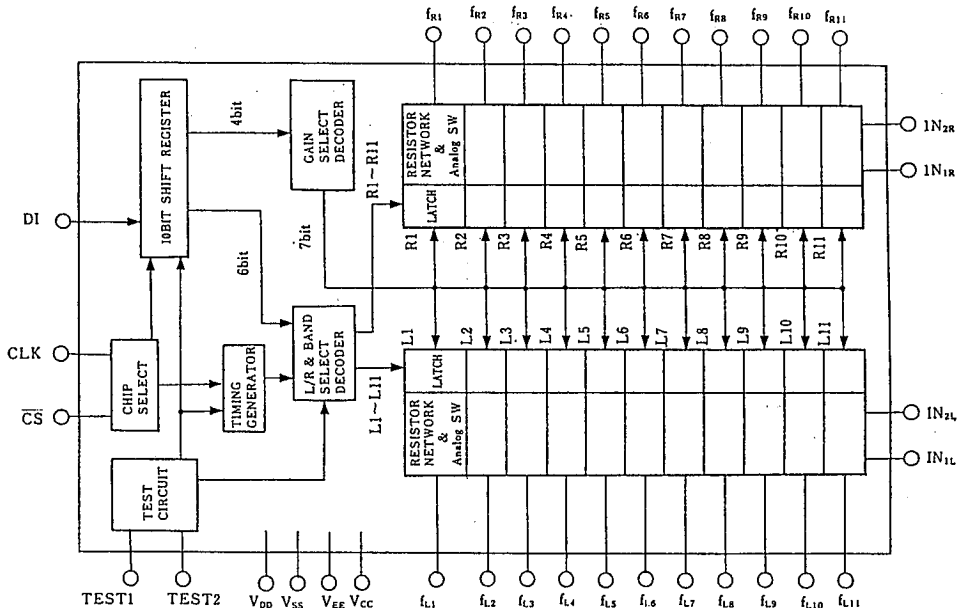 fR1 fR2 fR3 fR4 fR5 fR6 fR7 fR8 fR9 fR10 fR11
10BIT SHIFT REGISTER
4bit
GAIN
SELECT
DECODER
R1~R11
RESISTOR
NETWORK
&
Analog SW
LATCH
IN2R
IN1R
DI
6bit
7bit
R1 R2 R3 R4 R5 R6 R7 R8 R9 R10 R11
CLK
CS
CHIP
SELECT
TIMING
GENERATOR
L/R & BAND
SELECT
DECODER
L1~L11
L1 L2 L3 L4 L5 L6 L7 L8 L9 L10 L11
LATCH
RESISTOR
NETWORK
&
Analog SW
IN2L
IN1L
TEST
CIRCUIT
TEST1 TEST2 VDD VSS VEE VCC fL1 fL2 fL3 fL4 fL5 fL6 fL7 fL8 fL9 fL10 fL11